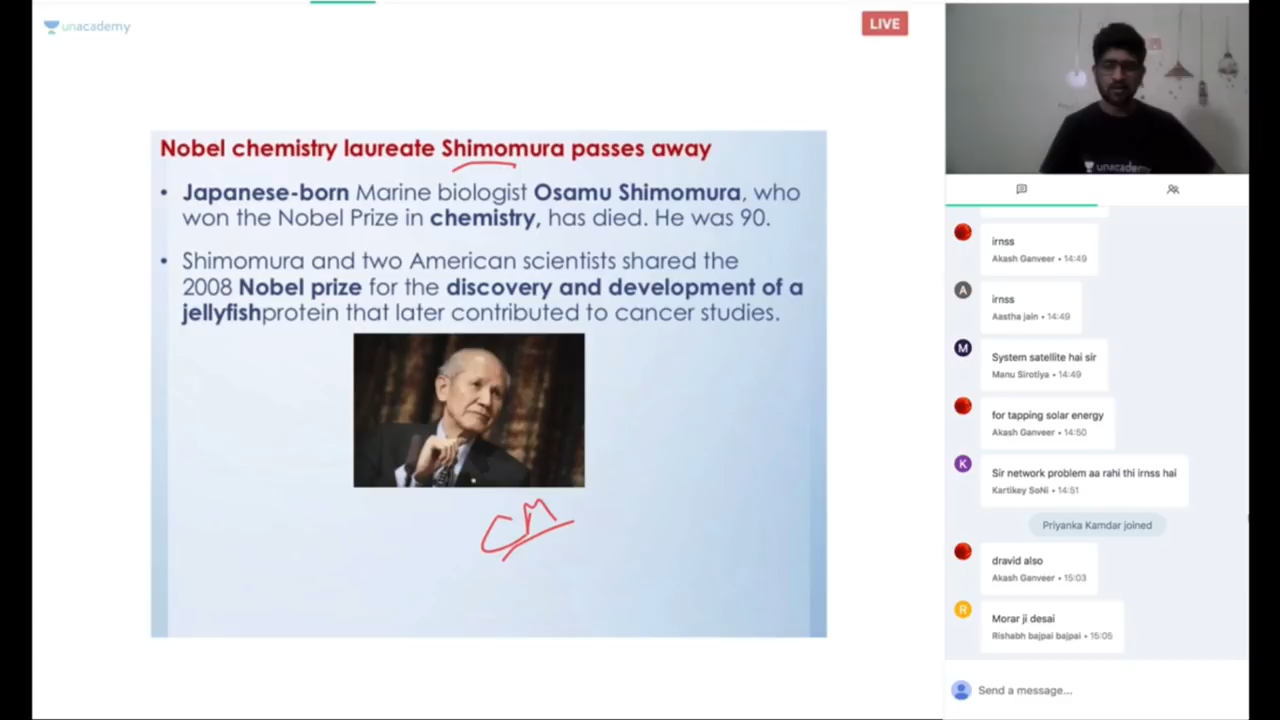 unacademy
LIVE
Nobel chemistry laureate Shimomura passes away
• Japanese-born Marine biologist Osamu Shimomura, who
won the Nobel Prize in chemistry, has died. He was 90.
• Shimomura and two American scientists shared the
2008 Nobel prize for the discovery and development of a
jellyfishprotein that later contributed to cancer studies.
CM
unacademy
irnss
Akash Ganveer • 14:49
A
irnss
Aastha jain • 14:49
M
System satellite hai sir
Manu Sirotiya • 14:49
for tapping solar energy
Akash Ganveer • 14:50
K
Sir network problem aa rahi thi irnss hai
Kartikey SoNi • 14:51
Priyanka Kamdar joined
dravid also
Akash Ganveer • 15:03
R
Morar ji desai
Rishabh bajpai bajpai • 15:05
Send a message...